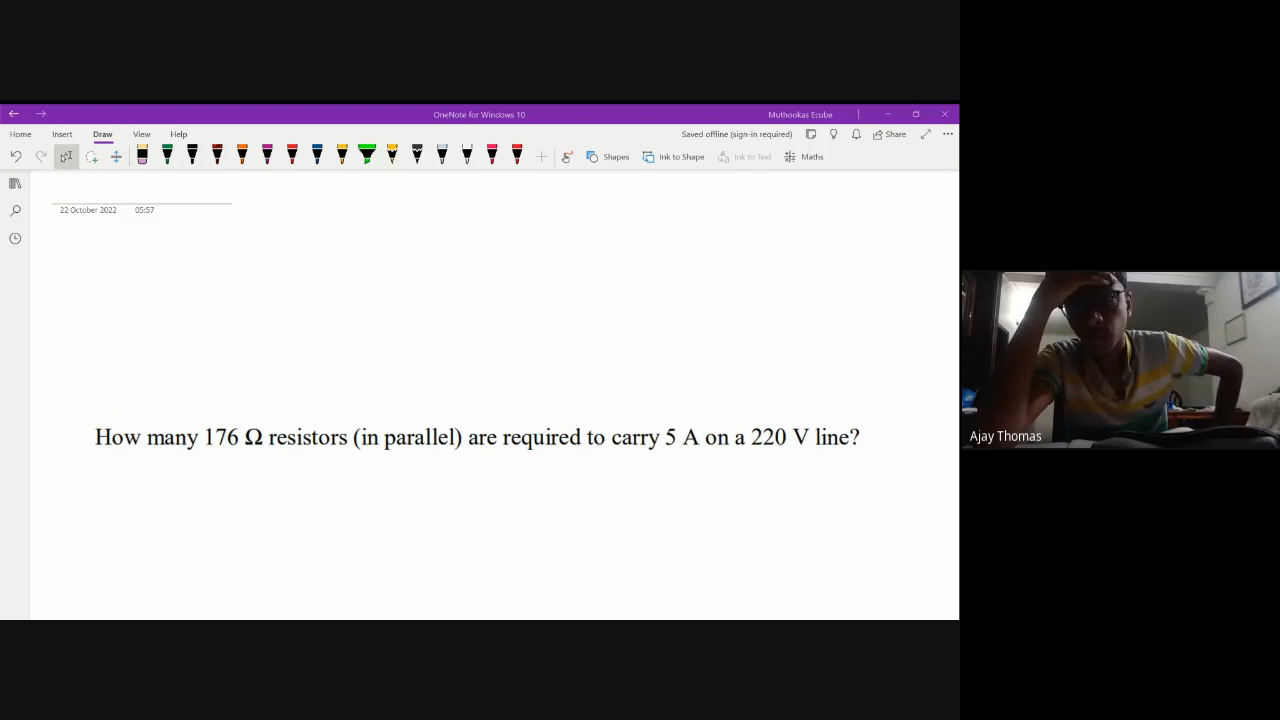 OneNote for Windows 10
Muthookas Ecube
Home Insert Draw View Help
Saved offline (sign-in required)
Share
Shapes
Ink to Shape
Ink to Text
Maths
22 October 2022 05:57
How many 176 Ω resistors (in parallel) are required to carry 5 A on a 220 V line?
Ajay Thomas